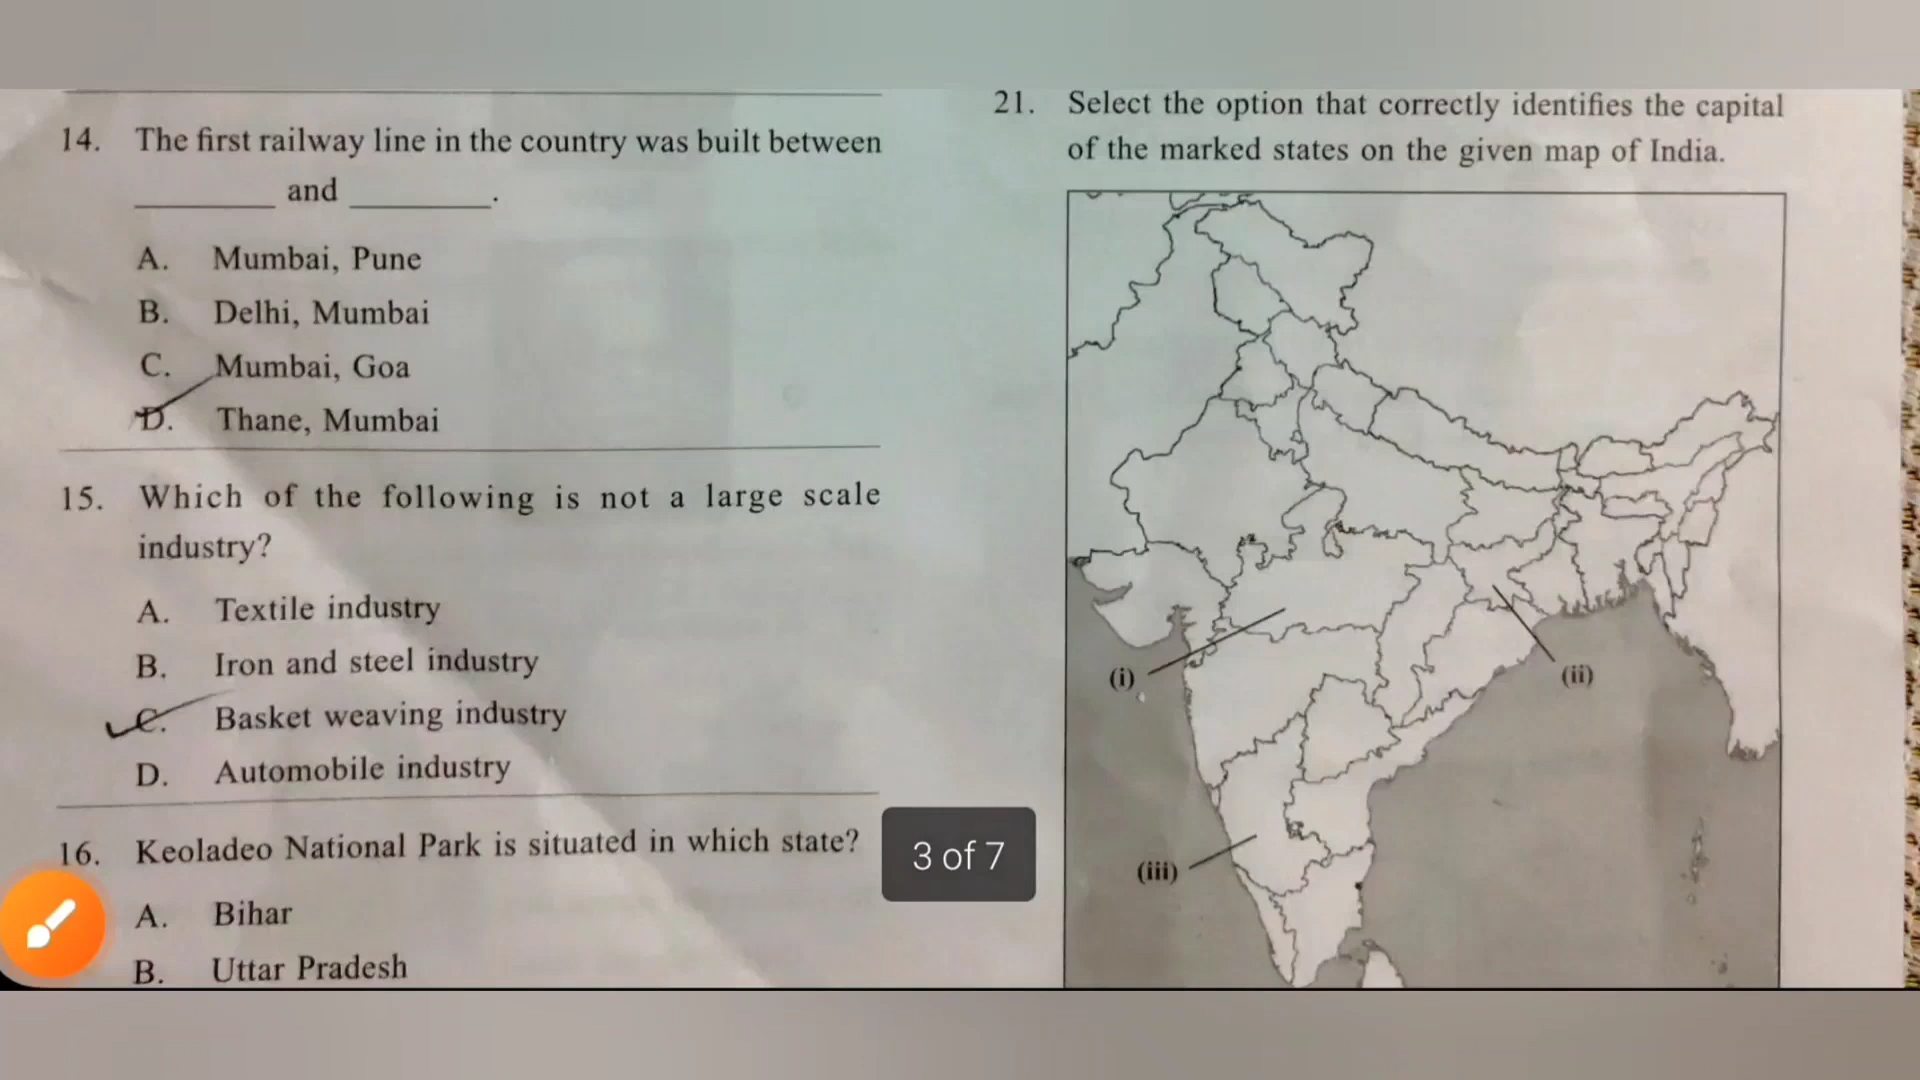 14. The first railway line in the country was built between
________ and ________.
A. Mumbai, Pune
B. Delhi, Mumbai
C. Mumbai, Goa
D. Thane, Mumbai
15. Which of the following is not a large scale
industry?
A. Textile industry
B. Iron and steel industry
C. Basket weaving industry
D. Automobile industry
16. Keoladeo National Park is situated in which state?
A. Bihar
B. Uttar Pradesh
3 of 7
21. Select the option that correctly identifies the capital
of the marked states on the given map of India.
(i)
(ii)
(iii)